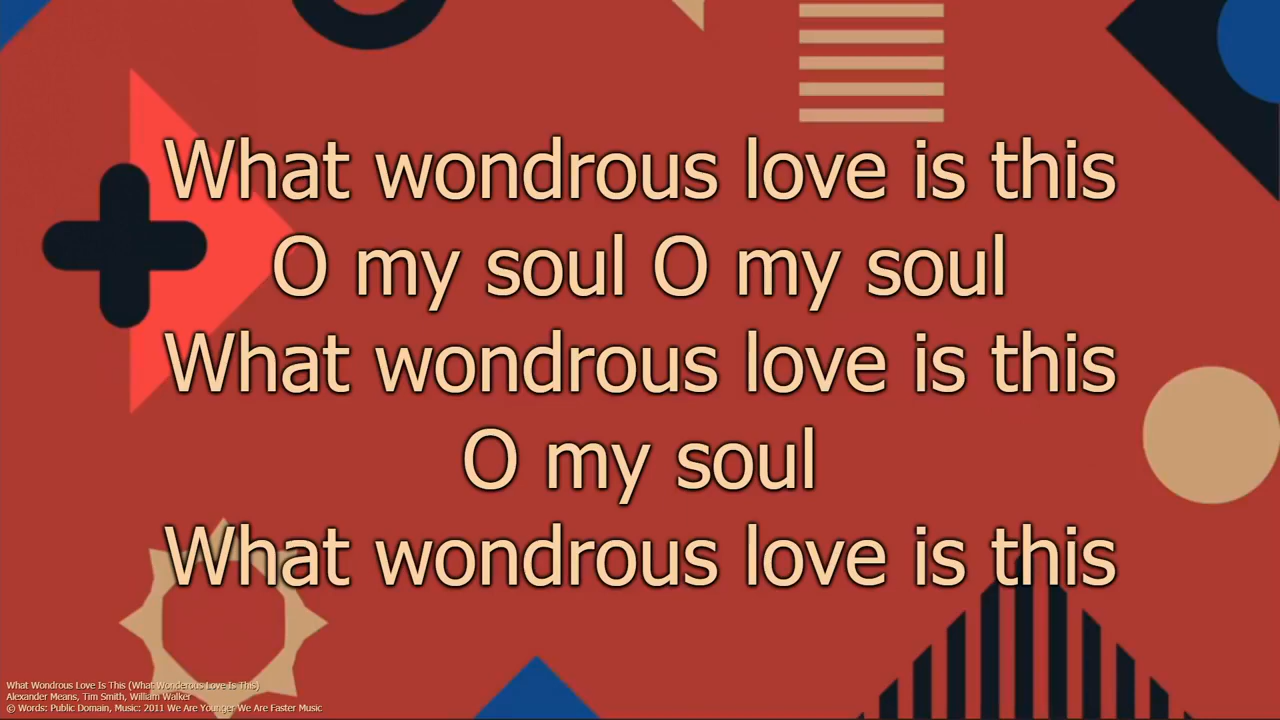 What wondrous love is this
O my soul O my soul
What wondrous love is this
O my soul
What wondrous love is this
What Wondrous Love Is This (What Wonderous Love Is This)
Alexander Means, Tim Smith, William Walker
© Words: Public Domain, Music: 2011 We Are Younger We Are Faster Music